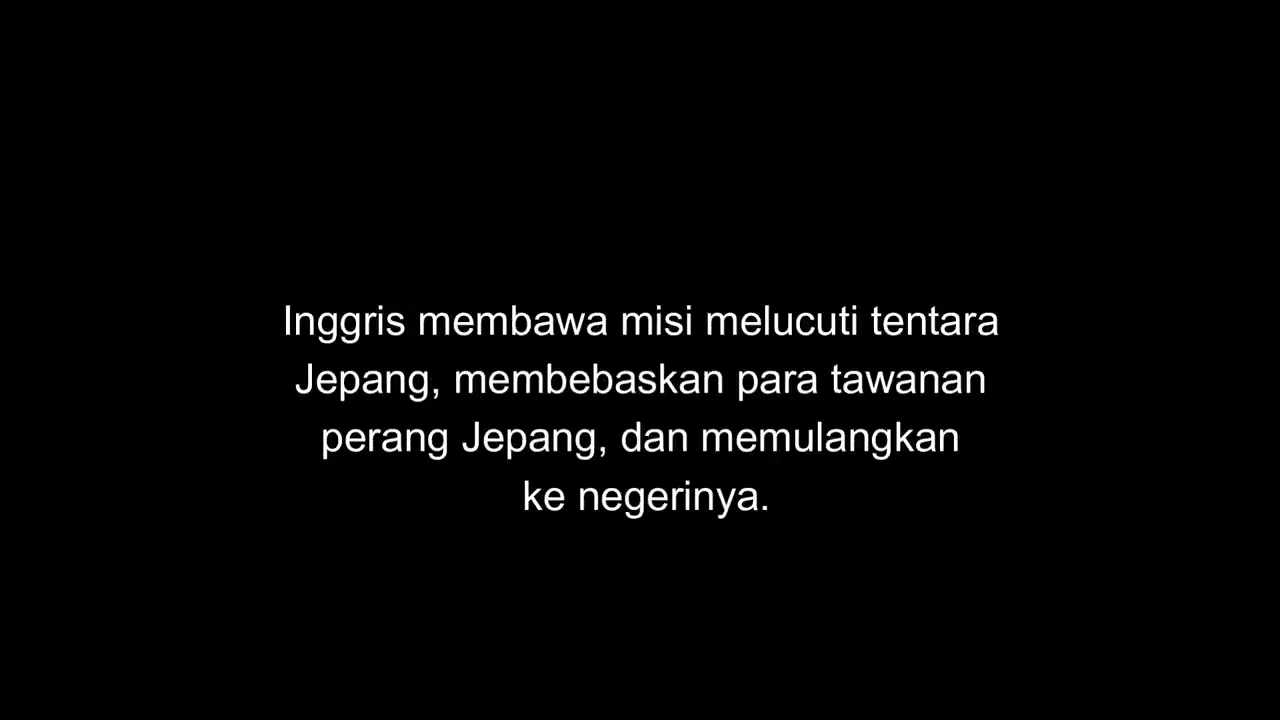 Inggris membawa misi melucuti tentara
Jepang, membebaskan para tawanan
perang Jepang, dan memulangkan
ke negerinya.